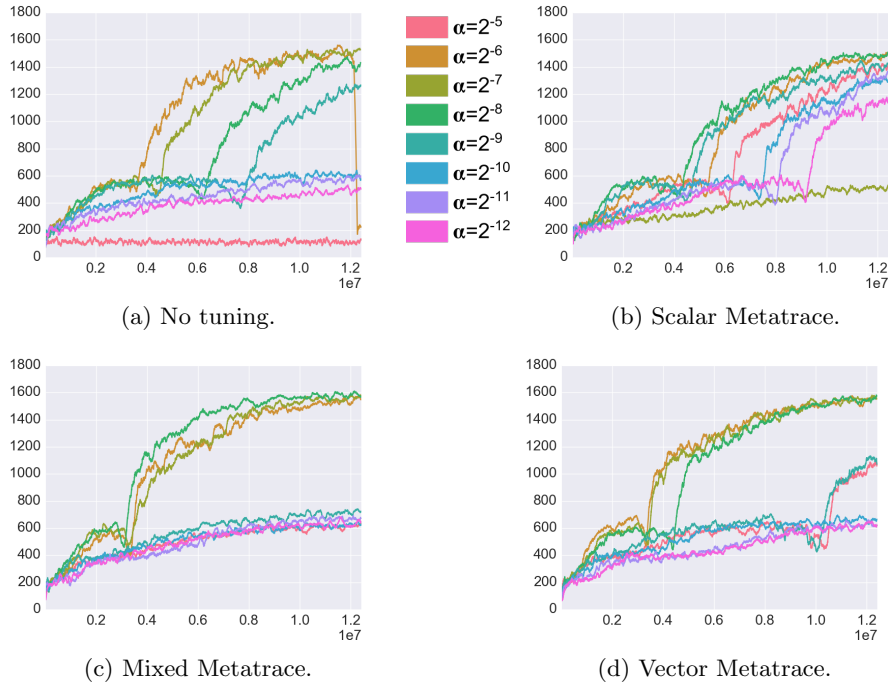 1800
1600
1400
1200
1000
800
600
400
200
0
0.2 0.4 0.6 0.8 1.0 1.2
1e7
(a) No tuning.
α=2⁻⁵
α=2⁻⁶
α=2⁻⁷
α=2⁻⁸
α=2⁻⁹
α=2⁻¹⁰
α=2⁻¹¹
α=2⁻¹²
1800
1600
1400
1200
1000
800
600
400
200
0
0.2 0.4 0.6 0.8 1.0 1.2
1e7
(b) Scalar Metatrace.
1800
1600
1400
1200
1000
800
600
400
200
0
0.2 0.4 0.6 0.8 1.0 1.2
1e7
(c) Mixed Metatrace.
1800
1600
1400
1200
1000
800
600
400
200
0
0.2 0.4 0.6 0.8 1.0 1.2
1e7
(d) Vector Metatrace.